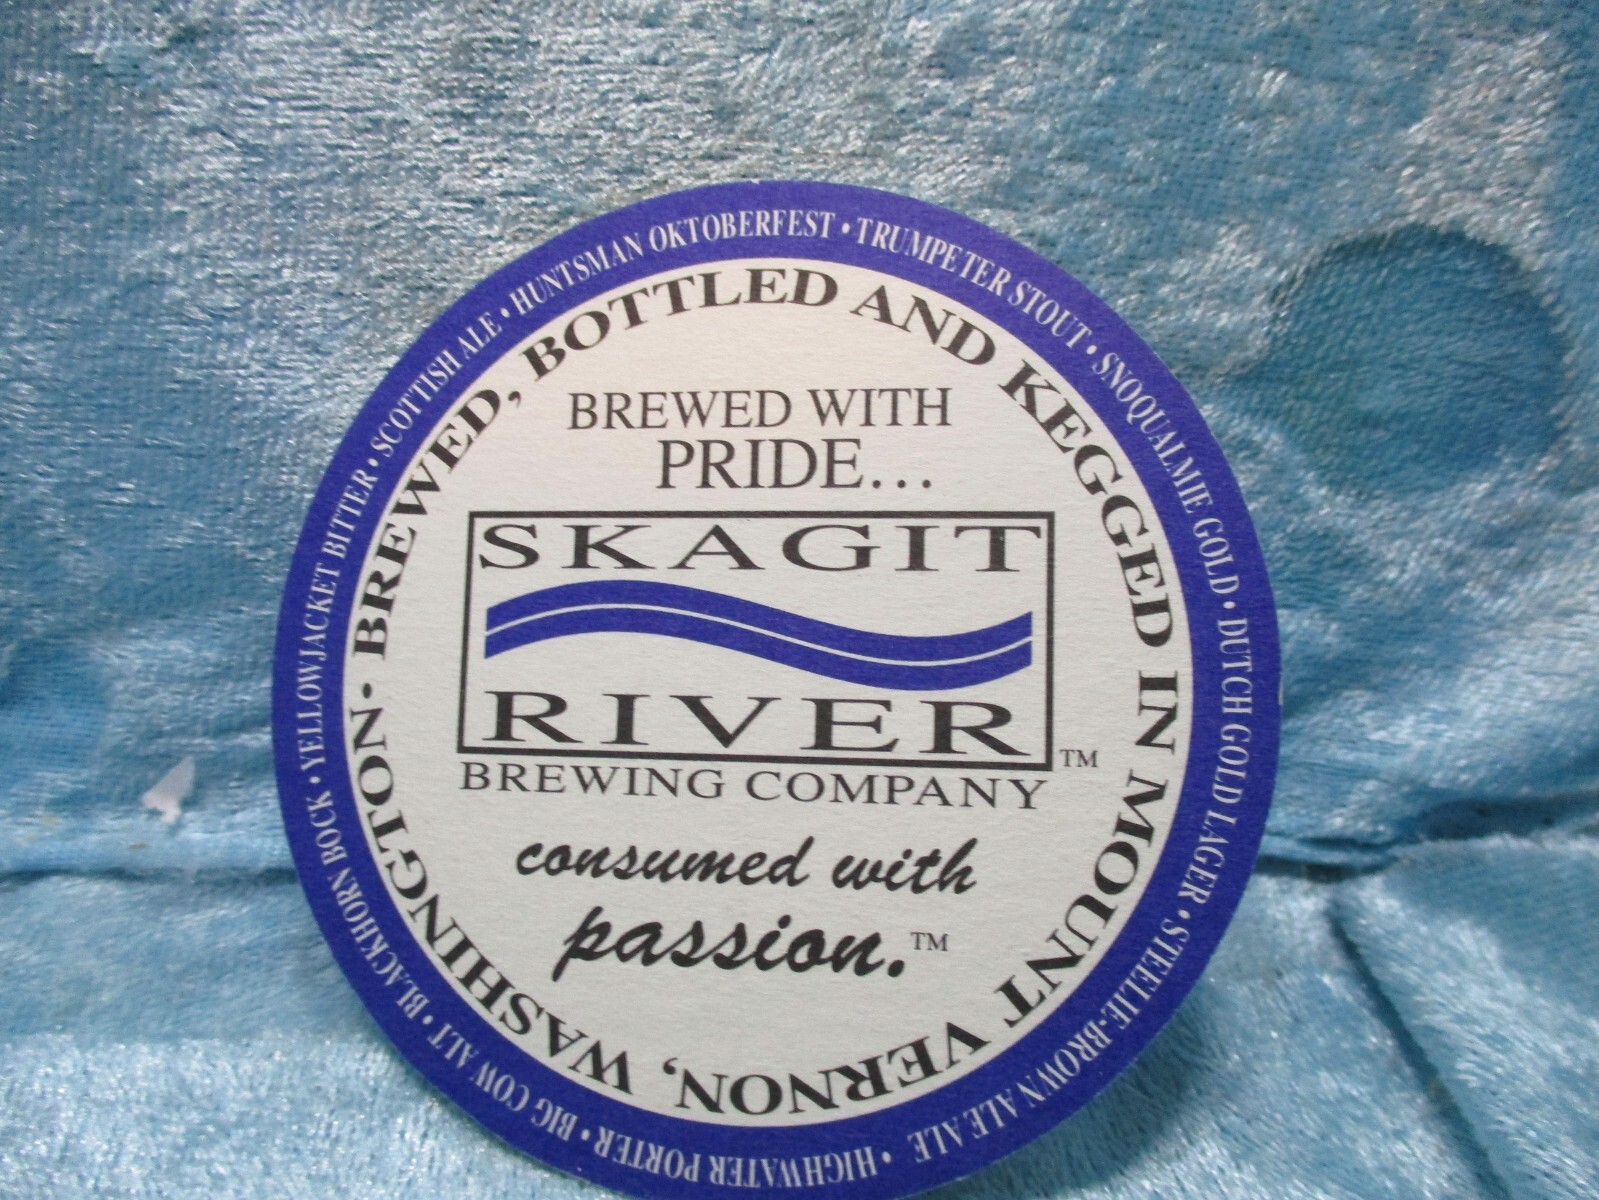 HUNTSMAN OKTOBERFEST • TRUMPETER STOUT • SNOQUALMIE GOLD • DUTCH GOLD LAGER • STEELIE-BROWN ALE ALE • HIGHWATER PORTER • BIG COW ALT • BLACKHORN BOCK • YELLOWJACKET BITTER • SCOTTISH ALE •
BREWED, BOTTLED AND KEGGED IN MOUNT VERNON, WASHINGTON •
BREWED WITH
PRIDE...
SKAGIT
RIVER
TM
BREWING COMPANY
consumed with
passion.TM